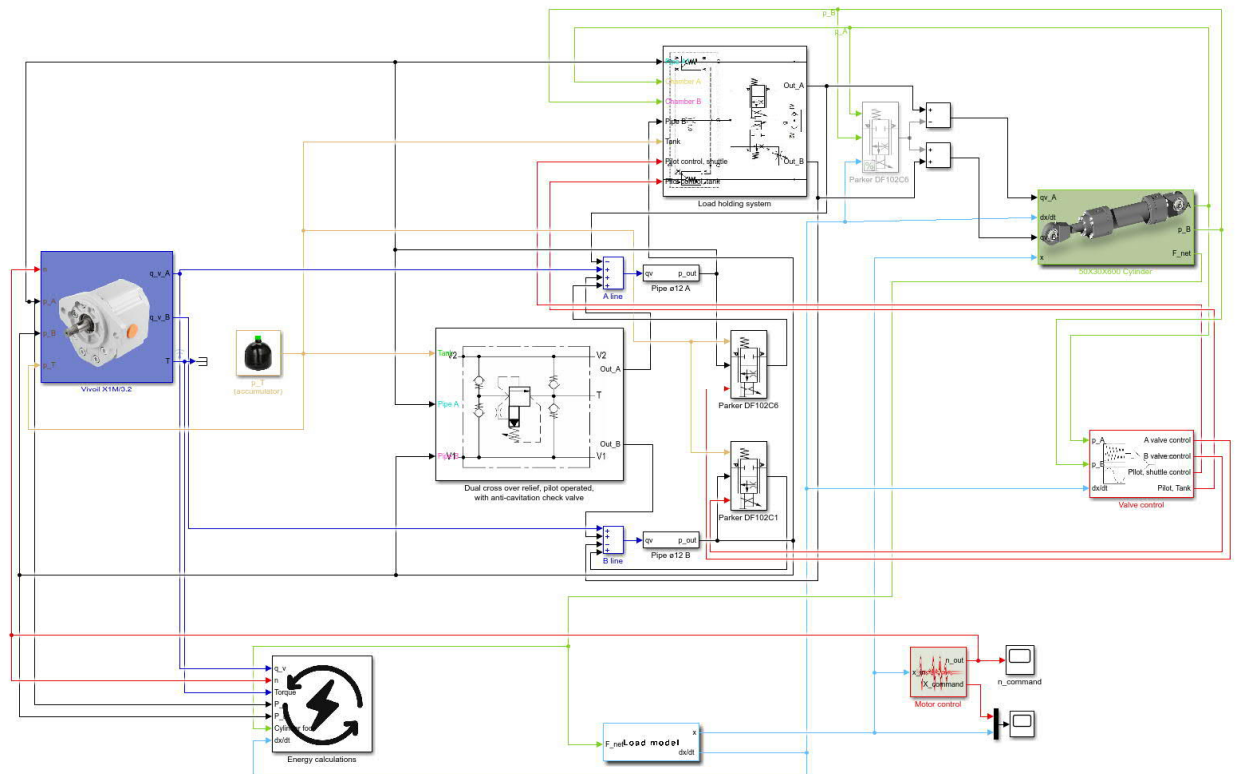 p_B
p_A
Chamber A
Chamber B
Pipe B
Tank
Pilot control, shuttle
Pilot control, tank
Out_A
Out_B
Load holding system
Parker DF102C6
+
−
+
+
qv_A
dx/dt
qv_B
x
A
p_B
F_net
50X30X600 Cylinder
n
p_A
p_B
p_T
q_v_A
q_v_B
T
Vivoil X1M/3.2
p_T
(accumulator)
−
+
+
+
A line
qv
p_out
Pipe ø12 A
Tank
Pipe A
V2
V2
T
V1
V1
Out_A
Out_B
Dual cross over relief, pilot operated,
with anti-cavitation check valve
Parker DF102C6
Parker DF102C1
+
+
−
+
B line
qv
p_out
Pipe ø12 B
p_A
dx/dt
A valve control
B valve control
Pilot, shuttle control
Pilot, Tank
Valve control
q_v
n
Torque
P_
P_
dx/dt
Energy calculations
F_net
Load model
x
dx/dt
n_out
X_command
Motor control
n_command